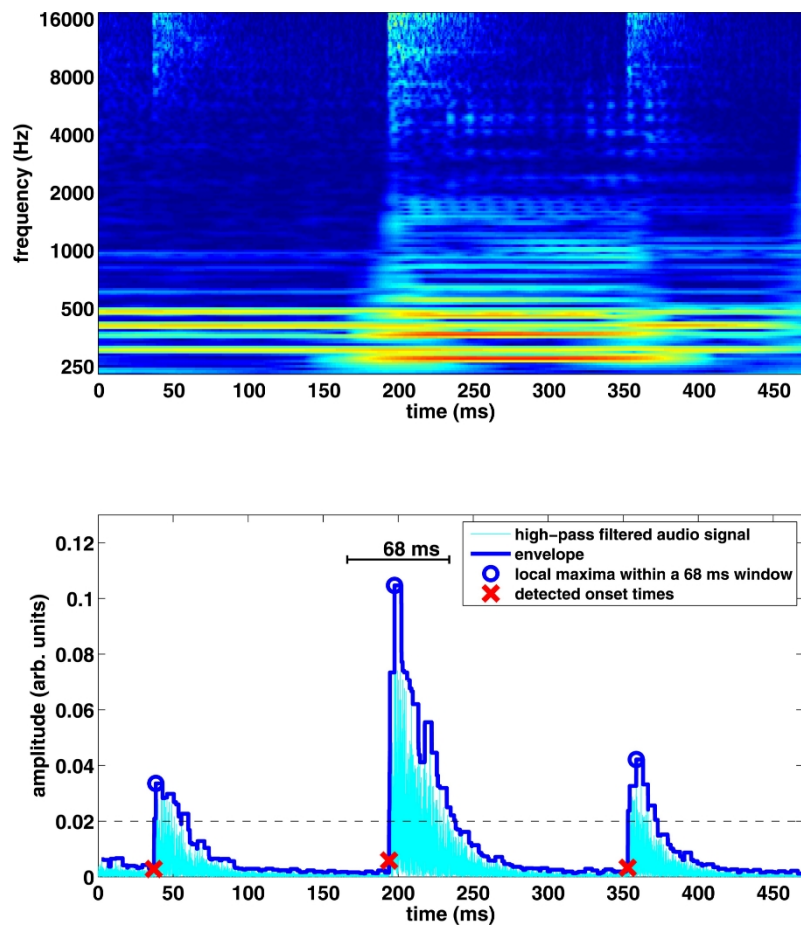 16000
8000
4000
2000
1000
500
250
frequency (Hz)
0 50 100 150 200 250 300 350 400 450
time (ms)
0.12
0.1
0.08
0.06
0.04
0.02
0
amplitude (arb. units)
68 ms
high-pass filtered audio signal
envelope
local maxima within a 68 ms window
detected onset times
0 50 100 150 200 250 300 350 400 450
time (ms)